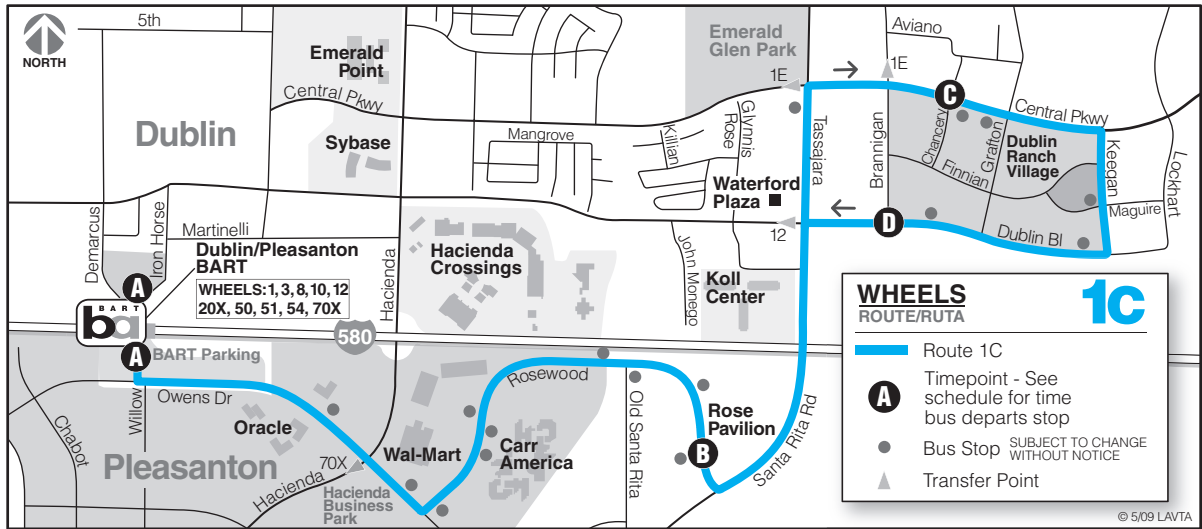 NORTH
5th
Dublin
Emerald
Point
Central Pkwy
Sybase
Mangrove
Killian
Glynnis
Rose
Emerald
Glen Park
1E
Tassajara
Aviano
1E
Brannigan
C
Chancery
Grafton
Finnian
Central Pkwy
Dublin
Ranch
Village
Keegan
Lockhart
Maguire
Waterford
Plaza
12
D
Dublin Bl
Demarcus
Iron Horse
Martinelli
Dublin/Pleasanton
BART
WHEELS: 1, 3, 8, 10, 12
20X, 50, 51, 54, 70X
Hacienda
Hacienda
Crossings
John Monego
Koll
Center
A
BART
ba
A
BART Parking
580
Willow
Owens Dr
Chabot
Pleasanton
Oracle
Hacienda
70X
Hacienda
Business
Park
Wal-Mart
Rosewood
Carr
America
Old Santa Rita
Rose
Pavilion
B
Santa Rita Rd
WHEELS
ROUTE/RUTA
1C
Route 1C
A
Timepoint - See
schedule for time
bus departs stop
Bus Stop SUBJECT TO CHANGE
WITHOUT NOTICE
Transfer Point
© 5/09 LAVTA